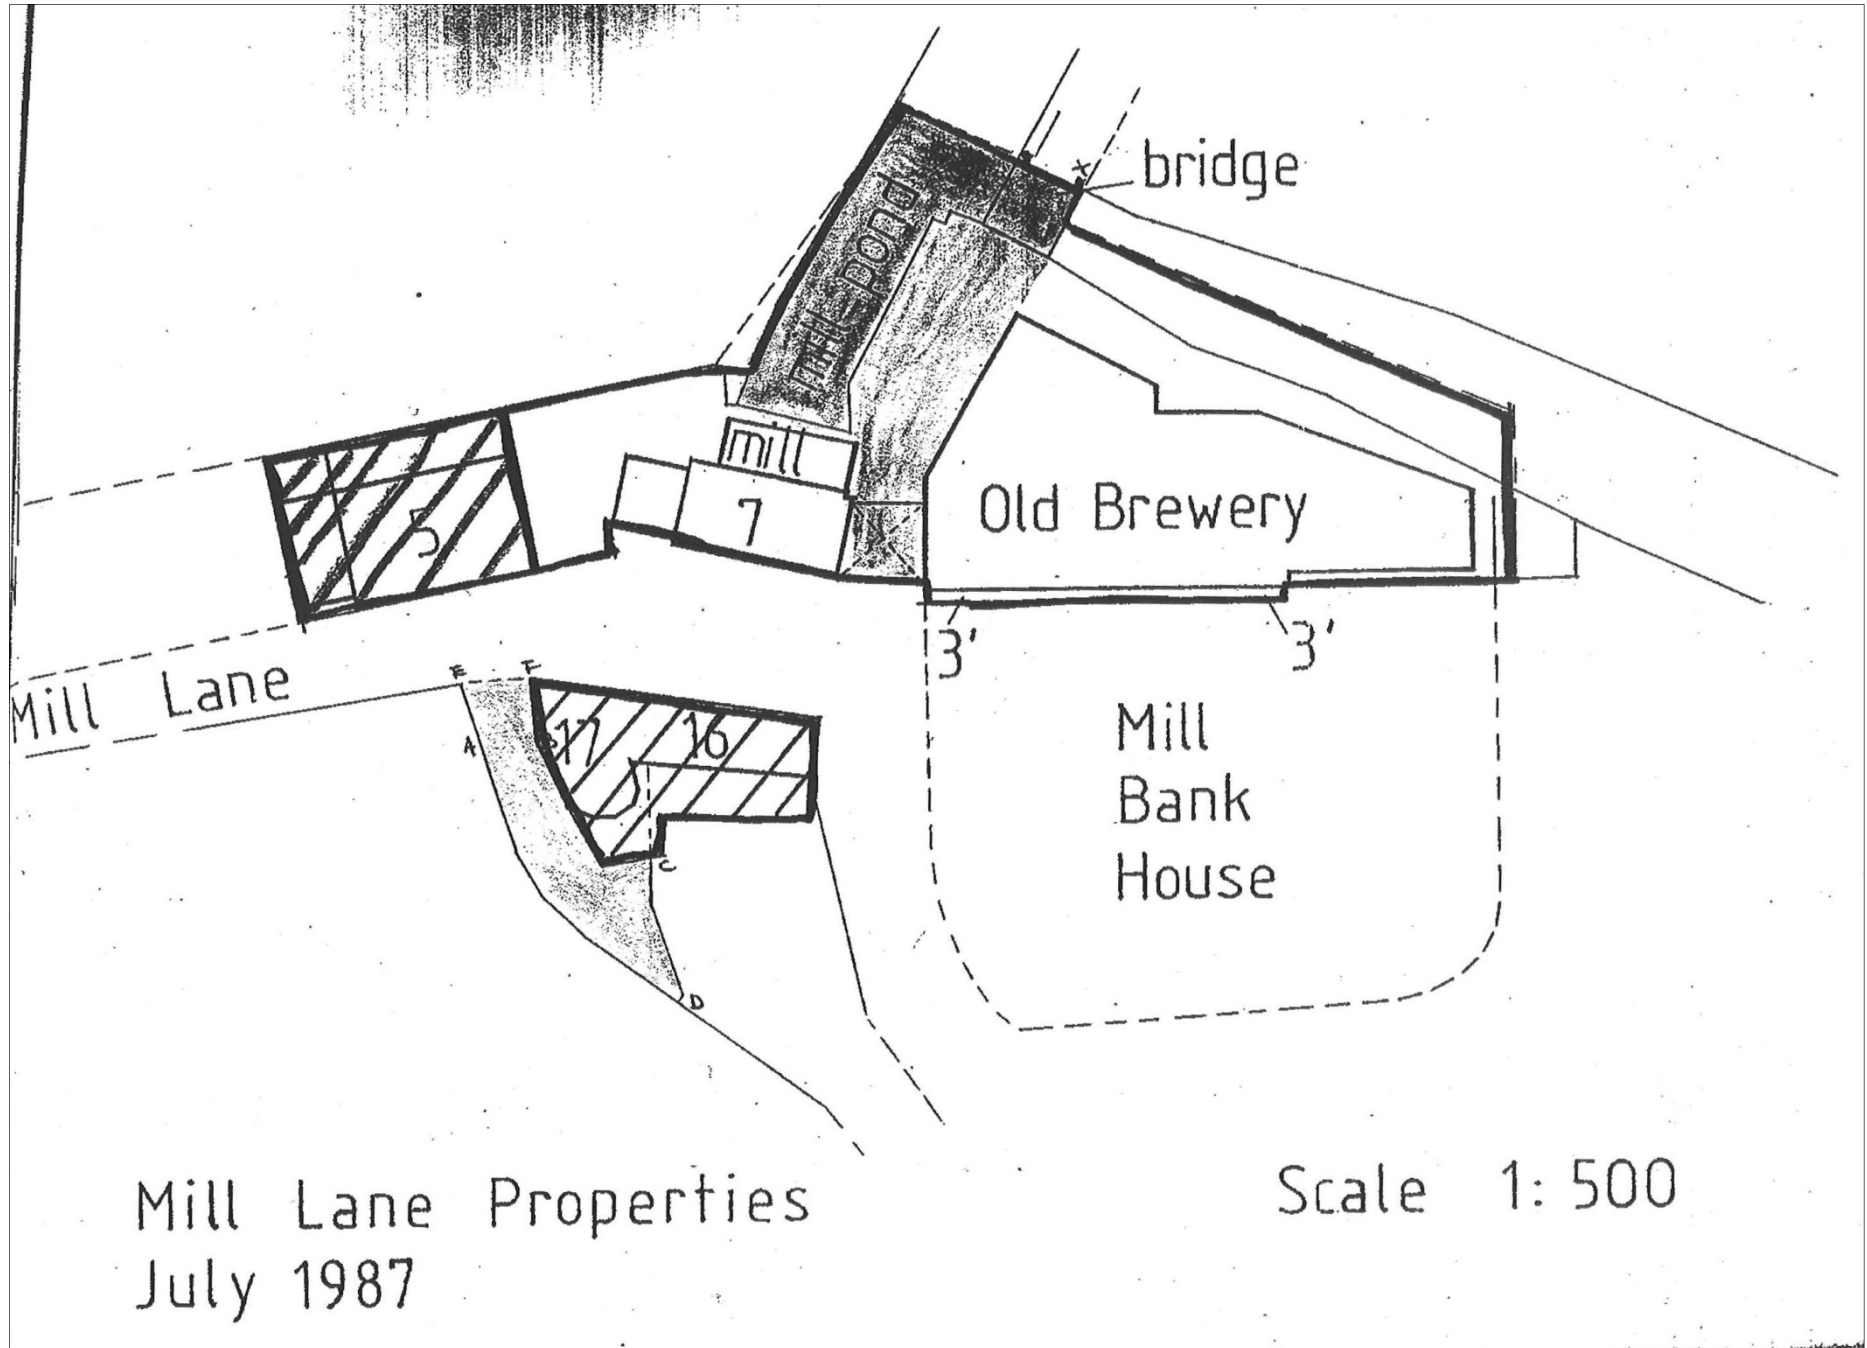 X
bridge
mill-pond
mill
5
7
Old Brewery
3'
3'
Mill Lane
E
F
A
B
17
16
C
D
Mill
Bank
House
Mill Lane Properties
July 1987
Scale 1:500